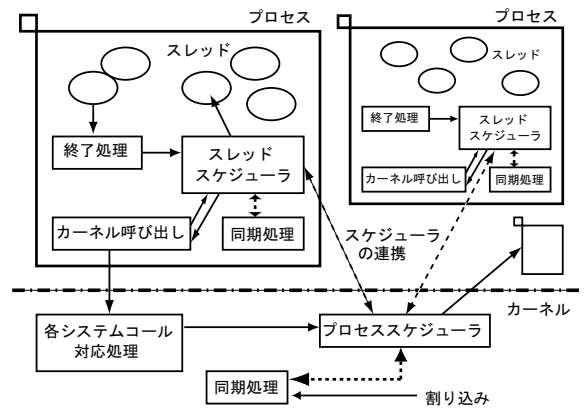 プロセス
スレッド
終了処理
スレッド
スケジューラ
カーネル呼び出し
同期処理
プロセス
スレッド
終了処理
スレッド
スケジューラ
カーネル呼び出し
同期処理
スケジューラ
の連携
カーネル
各システムコール
対応処理
プロセススケジューラ
同期処理
割り込み